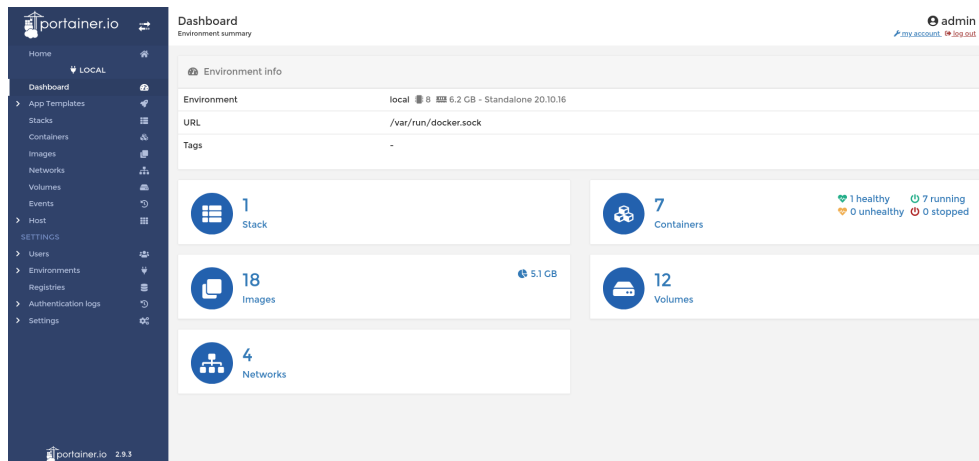 portainer.io
Home
LOCAL
Dashboard
App Templates
Stacks
Containers
Images
Networks
Volumes
Events
Host
SETTINGS
Users
Environments
Registries
Authentication logs
Settings
portainer.io 2.9.3
Dashboard
Environment summary
admin
my account log out
Environment info
Environment local 8 6.2 GB - Standalone 20.10.16
URL /var/run/docker.sock
Tags -
1
Stack
7
Containers
1 healthy 7 running
0 unhealthy 0 stopped
18
Images
5.1 GB
12
Volumes
4
Networks